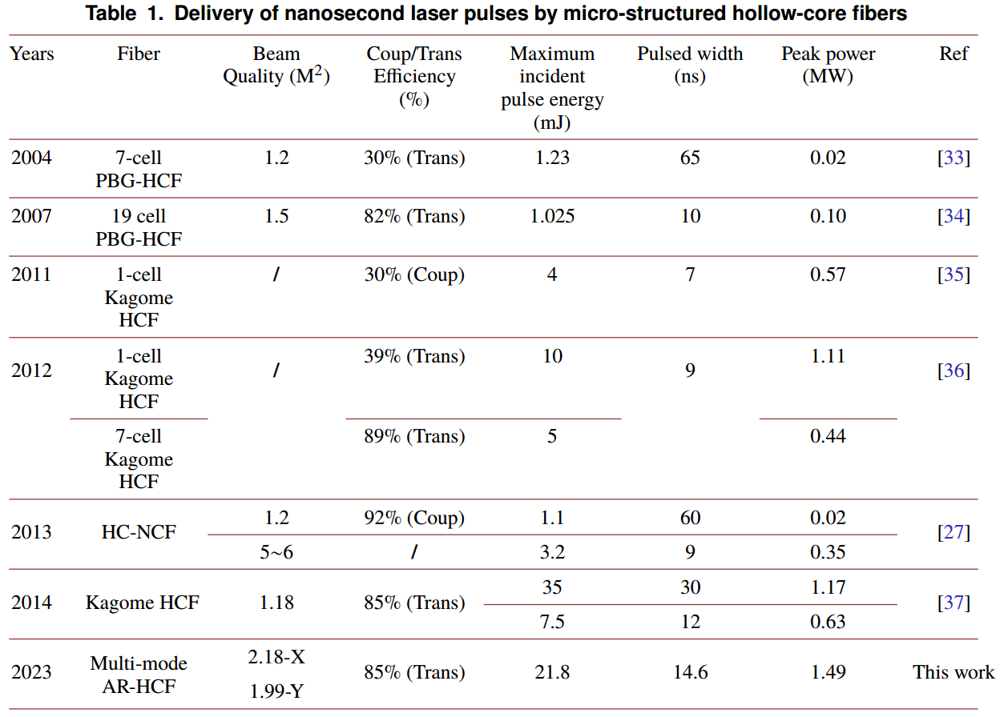 Table 1. Delivery of nanosecond laser pulses by micro-structured hollow-core fibers
Years Fiber Beam Quality (M²) Coup/Trans Efficiency (%) Maximum incident pulse energy (mJ) Pulsed width (ns) Peak power (MW) Ref
2004 7-cell PBG-HCF 1.2 30% (Trans) 1.23 65 0.02 [33]
2007 19 cell PBG-HCF 1.5 82% (Trans) 1.025 10 0.10 [34]
2011 1-cell Kagome HCF / 30% (Coup) 4 7 0.57 [35]
2012 1-cell Kagome HCF / 39% (Trans) 10 9 1.11 [36]
7-cell Kagome HCF 89% (Trans) 5 0.44
2013 HC-NCF 1.2 92% (Coup) 1.1 60 0.02 [27]
5~6 / 3.2 9 0.35
2014 Kagome HCF 1.18 85% (Trans) 35 30 1.17 [37]
7.5 12 0.63
2023 Multi-mode AR-HCF 2.18-X 1.99-Y 85% (Trans) 21.8 14.6 1.49 This work